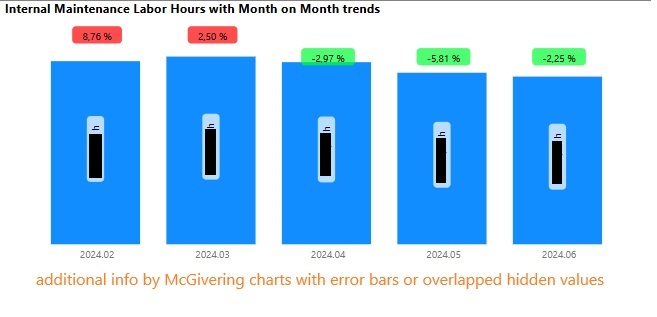 Internal Maintenance Labor Hours with Month on Month trends
8,76 %
2,50 %
-2,97 %
-5,81 %
-2,25 %
h
h
h
h
h
2024.02
2024.03
2024.04
2024.05
2024.06
additional info by McGivering charts with error bars or overlapped hidden values